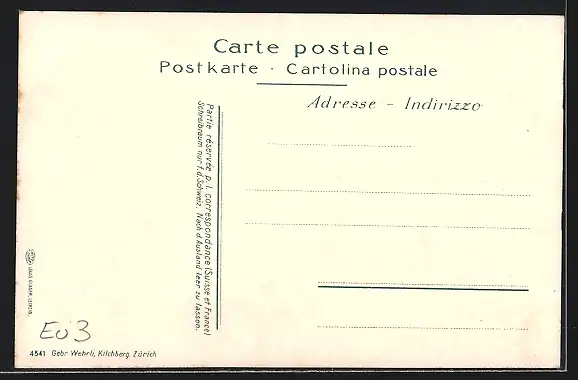 Carte postale
Postkarte · Cartolina postale
Adresse – Indirizzo
Partie réservée p. l. correspondance (Suisse et France)
Schreibraum nur f. d. Schweiz. Nach d. Ausland leer zu lassen.
Eu3
4541 Gebr. Wehrli, Kilchberg, Zürich